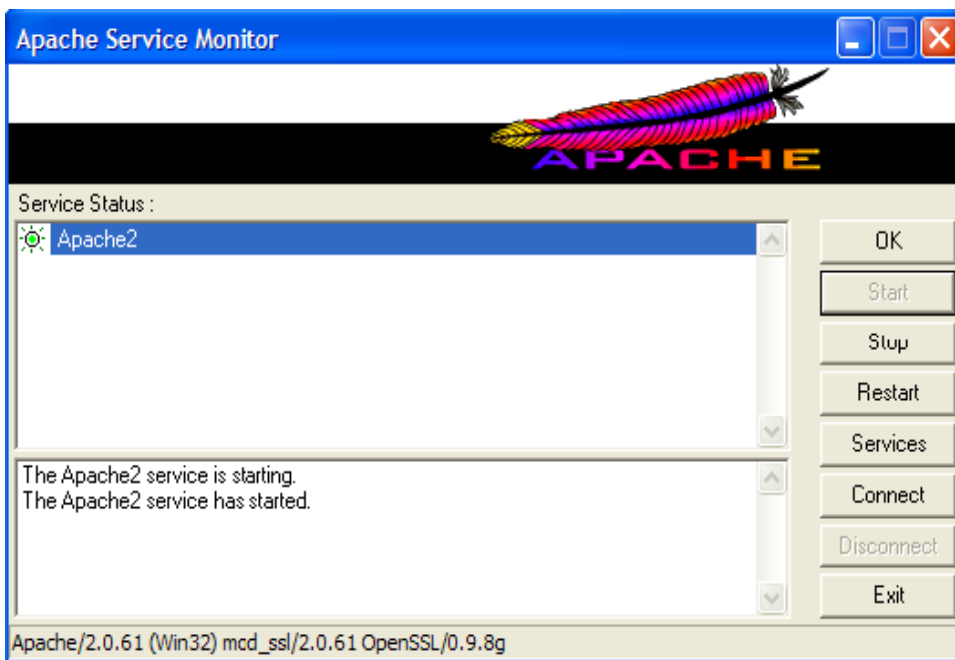 Apache Service Monitor
APACHE
Service Status :
Apache2
OK
Start
Stop
Restart
Services
Connect
Disconnect
Exit
The Apache2 service is starting.
The Apache2 service has started.
Apache/2.0.61 (Win32) mcd_ssl/2.0.61 OpenSSL/0.9.8g